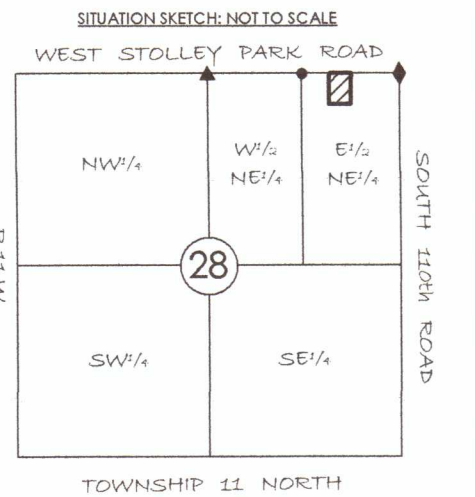 SITUATION SKETCH: NOT TO SCALE
WEST STOLLEY PARK ROAD
NW¹/₄
W¹/₂
NE¹/₄
E¹/₂
NE¹/₄
SOUTH 110th ROAD
28
SW¹/₄
SE¹/₄
TOWNSHIP 11 NORTH